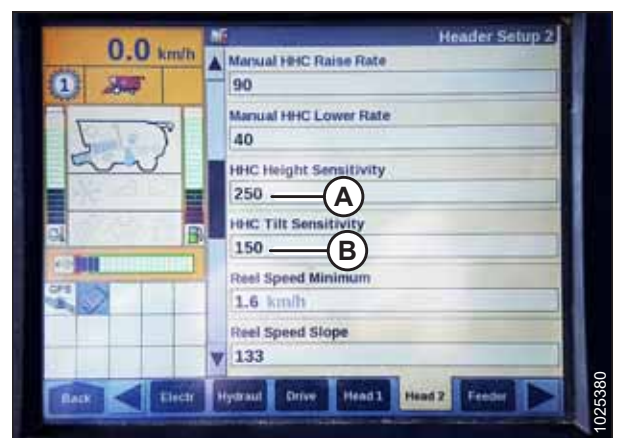 0.0 km/h
Header Setup 2
1
Manual HHC Raise Rate
90
Manual HHC Lower Rate
40
HHC Height Sensitivity
250
A
HHC Tilt Sensitivity
150
B
Reel Speed Minimum
1.6 km/h
GPS
Reel Speed Slope
133
Back
Electr
Hydraul
Drive
Head 1
Head 2
Feeder
1025380